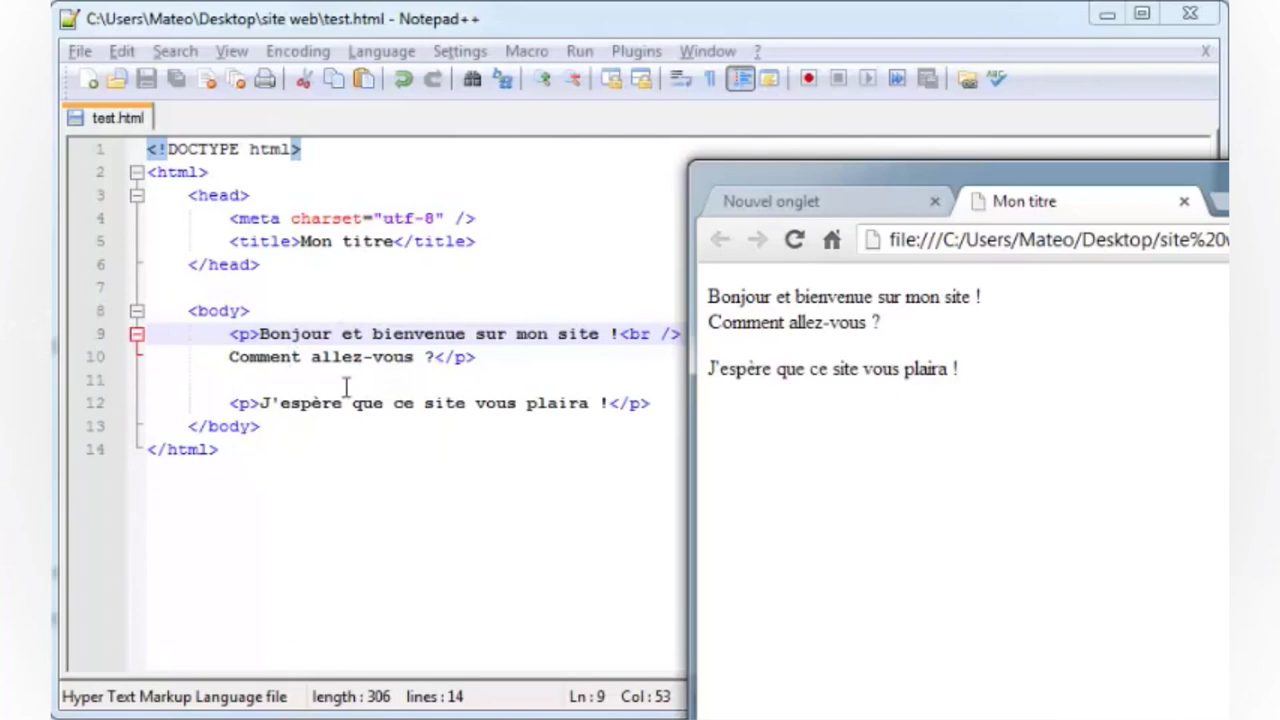 C:\Users\Mateo\Desktop\site web\test.html - Notepad++
File Edit Search View Encoding Language Settings Macro Run Plugins Window ? X
test.html
1 <!DOCTYPE html>
2 <html>
3 <head>
4 <meta charset="utf-8" />
5 <title>Mon titre</title>
6 </head>
7
8 <body>
9 <p>Bonjour et bienvenue sur mon site !<br />
10 Comment allez-vous ?</p>
11
12 <p>J'espère que ce site vous plaira !</p>
13 </body>
14 </html>
Hyper Text Markup Language file length : 306 lines : 14 Ln : 9 Col : 53
Nouvel onglet Mon titre
file:///C:/Users/Mateo/Desktop/site%20
Bonjour et bienvenue sur mon site !
Comment allez-vous ?
J'espère que ce site vous plaira !